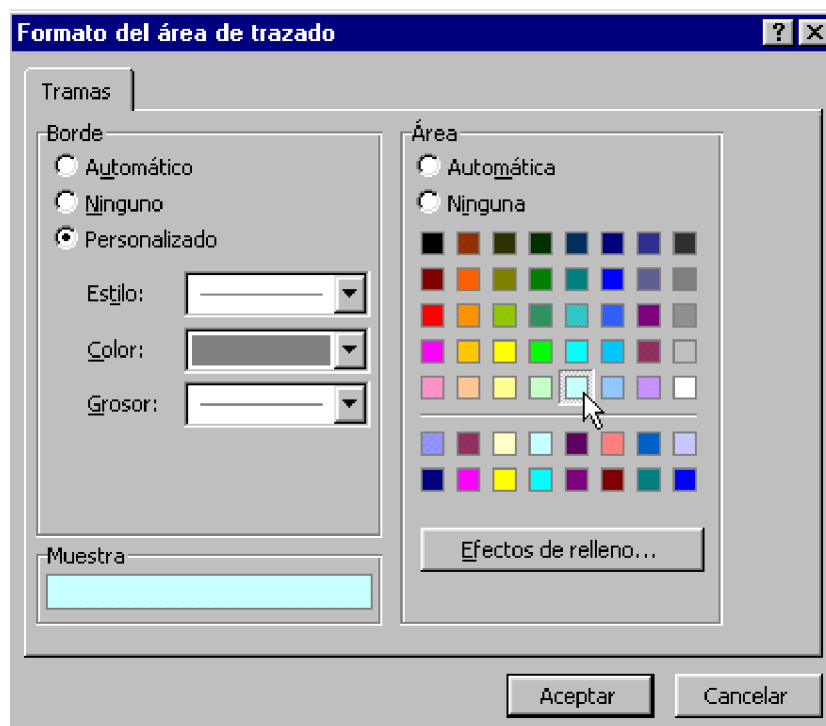 Formato del área de trazado
Tramas
Borde
Automático
Ninguno
Personalizado
Estilo:
Color:
Grosor:
Muestra
Área
Automática
Ninguna
Efectos de relleno...
Aceptar
Cancelar